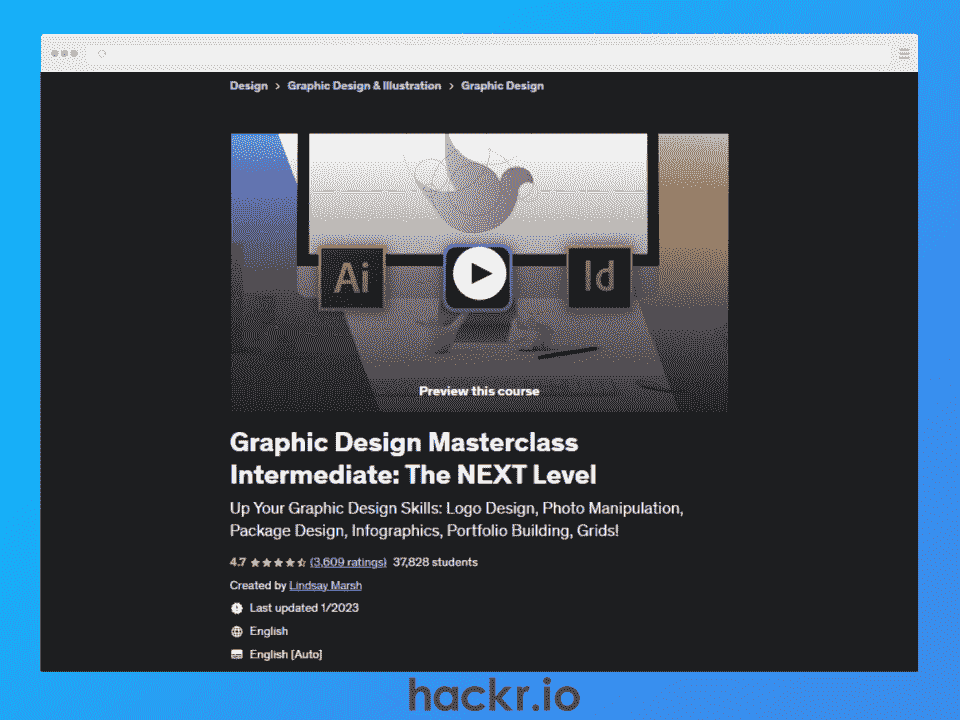 Design > Graphic Design & Illustration > Graphic Design
Ai
Id
Preview this course
Graphic Design Masterclass
Intermediate: The NEXT Level
Up Your Graphic Design Skills: Logo Design, Photo Manipulation,
Package Design, Infographics, Portfolio Building, Grids!
4.7 (3,609 ratings) 37,828 students
Created by Lindsay Marsh
Last updated 1/2023
English
English [Auto]
hackr.io